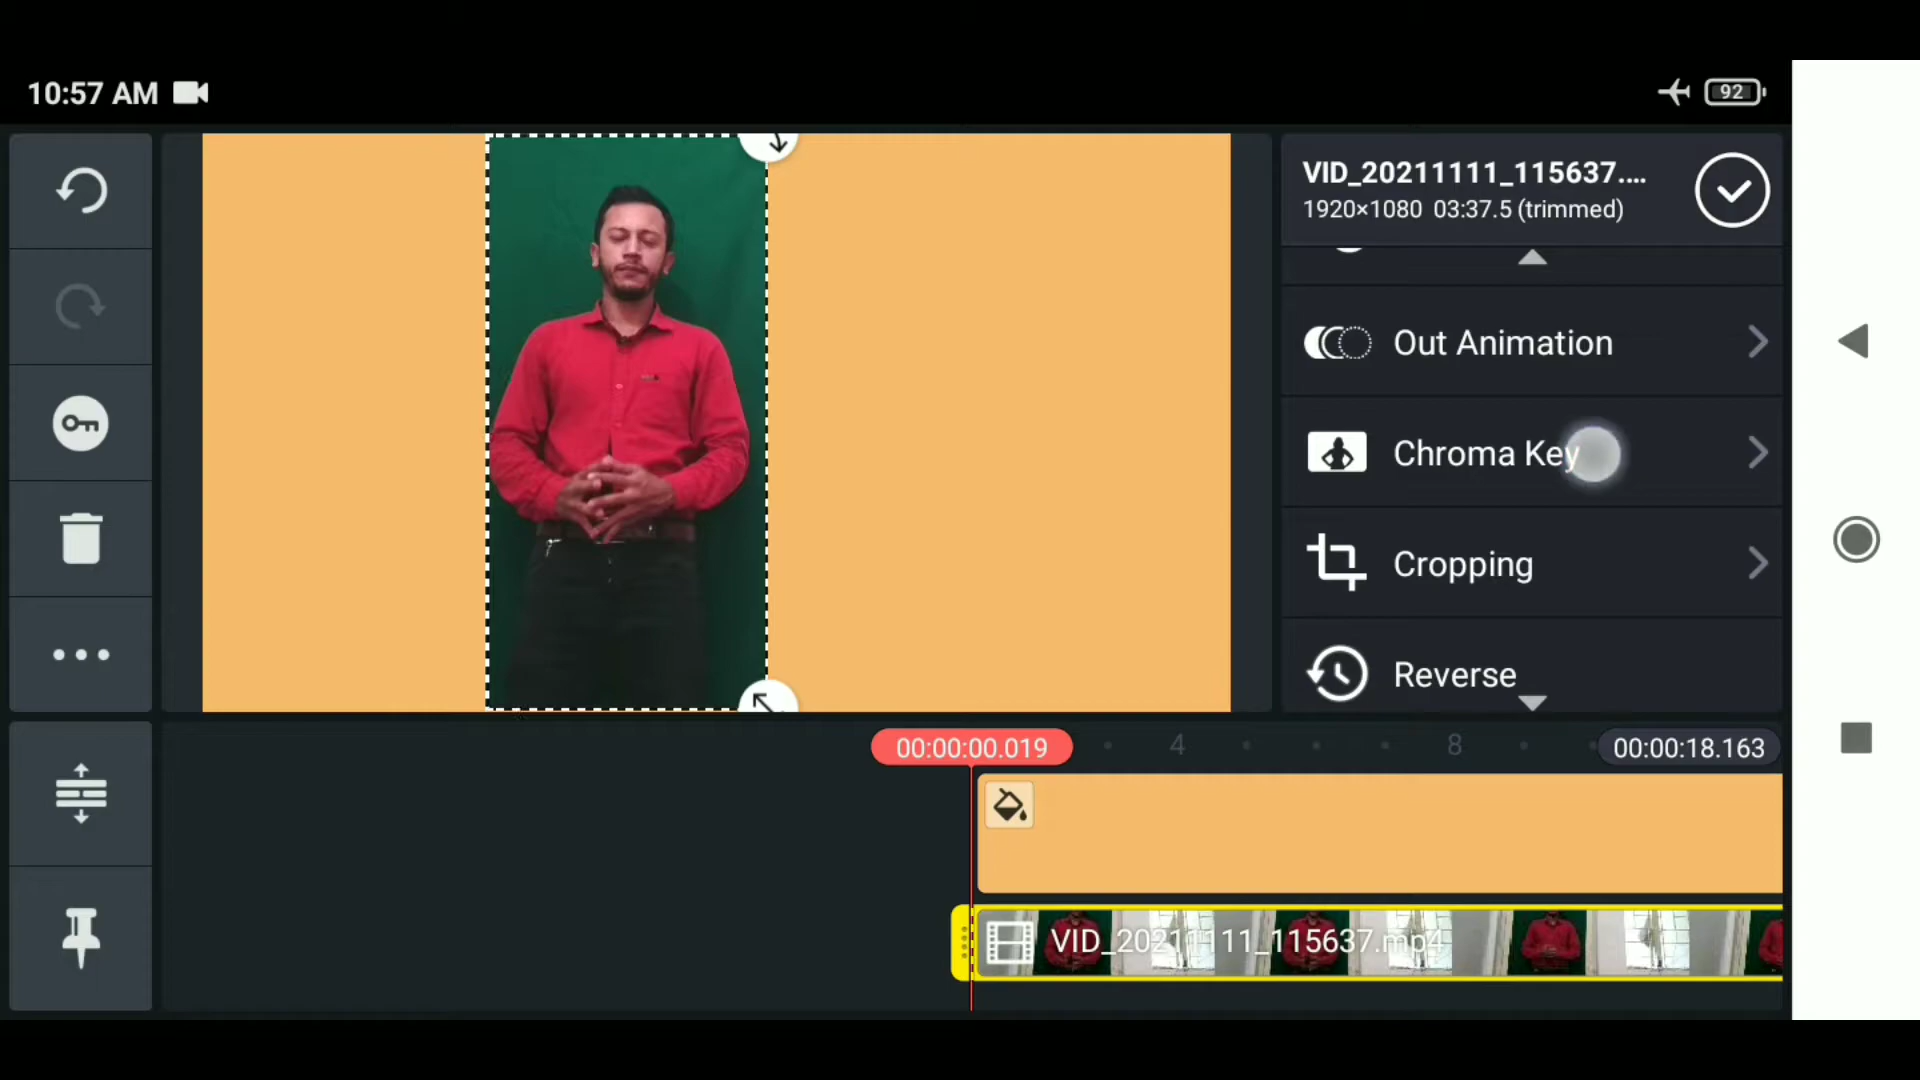 10:57 AM
92
VID_20211111_115637....
1920×1080 03:37.5 (trimmed)
Out Animation
Chroma Key
Cropping
Reverse
00:00:00.019
4
8
00:00:18.163
VID_20211111_115637.mp4